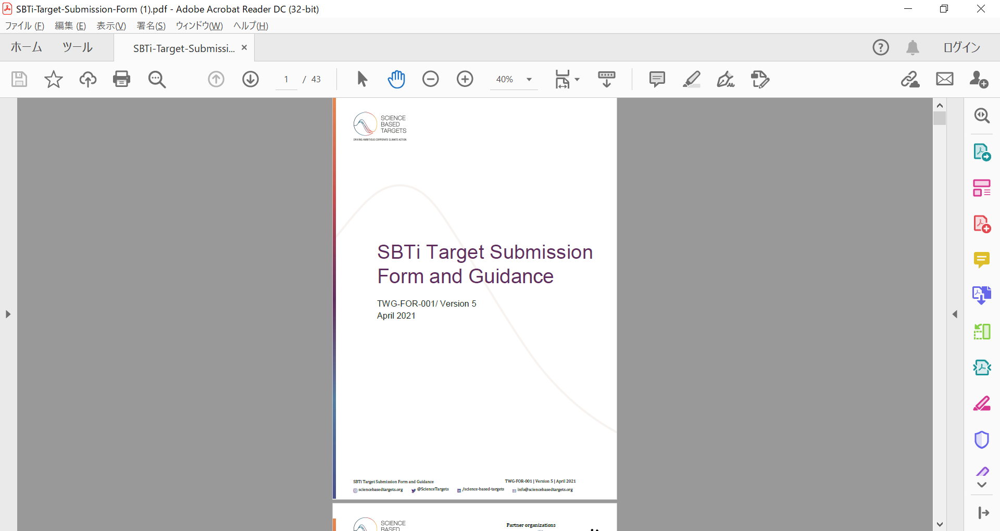 SBTi-Target-Submission-Form (1).pdf - Adobe Acrobat Reader DC (32-bit)
ファイル (F) 編集 (E) 表示(V) 署名(S) ウィンドウ(W) ヘルプ(H)
ホーム ツール SBTi-Target-Submissi... × ログイン
1 / 43 40%
SCIENCE
BASED
TARGETS
DRIVING AMBITIOUS CORPORATE CLIMATE ACTION
SBTi Target Submission
Form and Guidance
TWG-FOR-001/ Version 5
April 2021
SBTi Target Submission Form and Guidance TWG-FOR-001 | Version 5 | April 2021
sciencebasedtargets.org @ScienceTargets /science-based-targets info@sciencebasedtargets.org
SCIENCE
BASED
Partner organizations